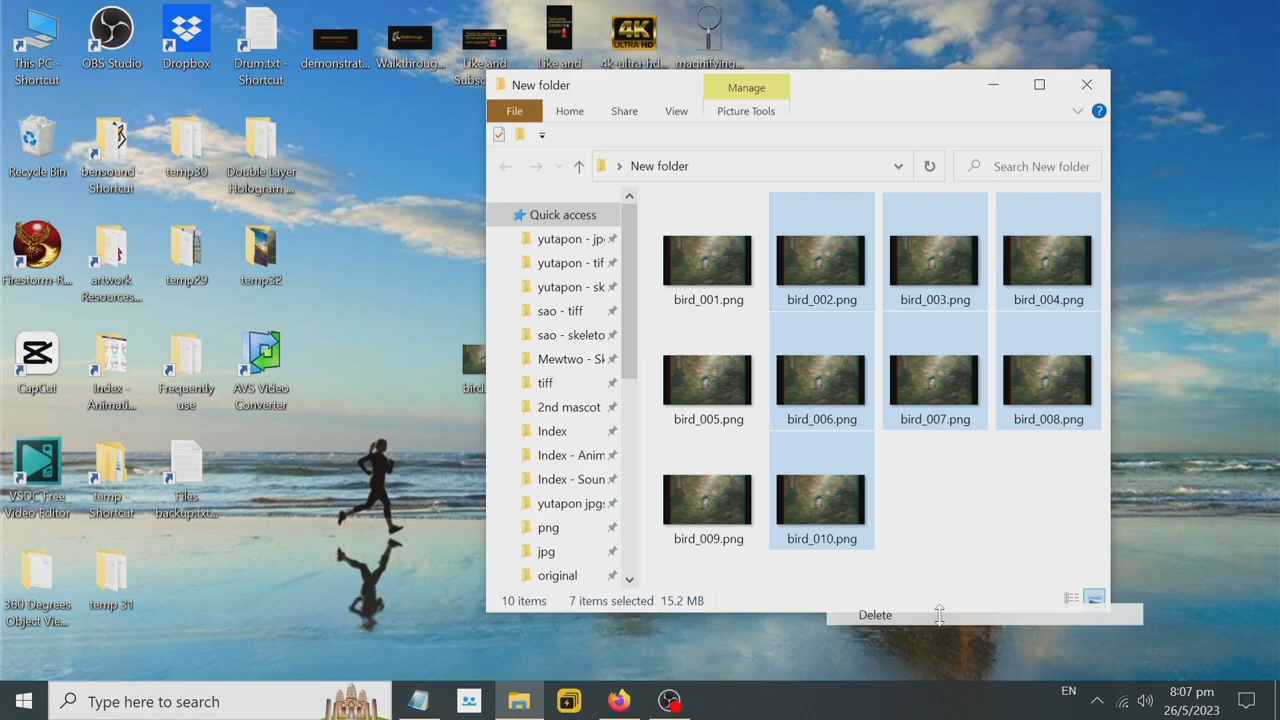 This PC -
Shortcut
OBS Studio
Dropbox
Drum.txt -
Shortcut
demonstrat...
Walkthroug...
Like and
Subsc
Like and
4k-ultra-hd...
magnifying...
4K
ULTRA HD
Recycle Bin
bensound -
Shortcut
temp30
Double Layer
Hologram ...
Firestorm-R...
artwork
Resources...
temp29
temp32
CapCut
Index -
Animati...
Frequently
use
AVS Video
Converter
bird
VSDC Free
Video Editor
temp -
Shortcut
Files
backup.txt...
360 Degrees
Object Vie...
temp 31
New folder
Manage
File
Home
Share
View
Picture Tools
New folder
Search New folder
Quick access
yutapon - jp
yutapon - tif
yutapon - sk
sao - tiff
sao - skeleto
Mewtwo - Sk
tiff
2nd mascot
Index
Index - Anim
Index - Soun
yutapon jpgs
png
jpg
original
bird_001.png
bird_002.png
bird_003.png
bird_004.png
bird_005.png
bird_006.png
bird_007.png
bird_008.png
bird_009.png
bird_010.png
10 items
7 items selected
15.2 MB
Delete
Type here to search
EN
8:07 pm
26/5/2023